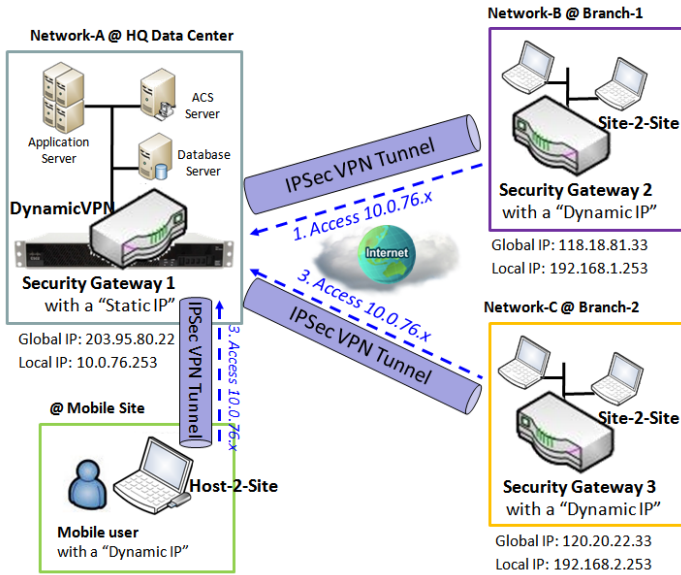 Network-A @ HQ Data Center
Application
Server
ACS
Server
Database
Server
DynamicVPN
Security Gateway 1
with a “Static IP”
Global IP: 203.95.80.22
Local IP: 10.0.76.253
IPSec VPN Tunnel
1. Access 10.0.76.x
Internet
3. Access 10.0.76.x
IPSec VPN Tunnel
IPSec VPN Tunnel
3. Access 10.0.76.x
Network-B @ Branch-1
Site-2-Site
Security Gateway 2
with a “Dynamic IP”
Global IP: 118.18.81.33
Local IP: 192.168.1.253
Network-C @ Branch-2
Site-2-Site
Security Gateway 3
with a “Dynamic IP”
Global IP: 120.20.22.33
Local IP: 192.168.2.253
@ Mobile Site
Host-2-Site
Mobile user
with a “Dynamic IP”